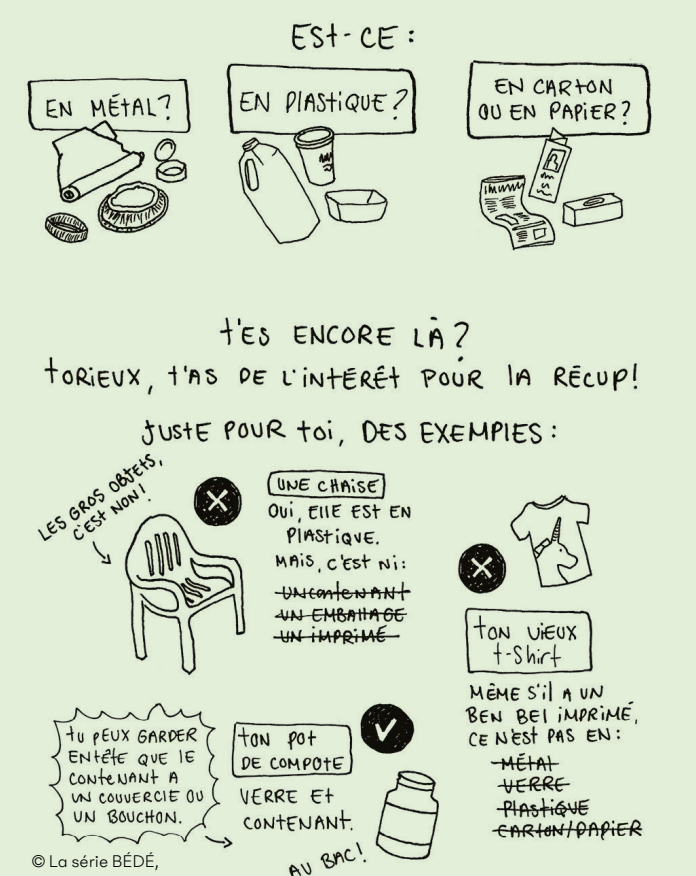 EST-CE :
EN MÉTAL?
EN PLASTIQUE?
EN CARTON
OU EN PAPIER?
T'ES ENCORE LÀ?
TORIEUX, T'AS DE L'INTÉRÊT POUR LA RÉCUP!
JUSTE POUR TOI, DES EXEMPLES :
LES GROS OBJETS,
C'EST NON!
UNE CHAISE
OUI, ELLE EST EN
PLASTIQUE.
MAIS, C'EST NI:
UN CONTENANT
UN EMBALLAGE
UN IMPRIMÉ
TON VIEUX
T-Shirt
MÊME S'IL A UN
BEN BEL IMPRIMÉ,
CE N'EST PAS EN :
MÉTAL
VERRE
PLASTIQUE
CARTON/PAPIER
TU PEUX GARDER
EN TÊTE QUE LE
CONTENANT A
UN COUVERCLE OU
UN BOUCHON.
TON POT
DE COMPOTE
VERRE ET
CONTENANT.
AU BAC!
© La série BÉDÉ,